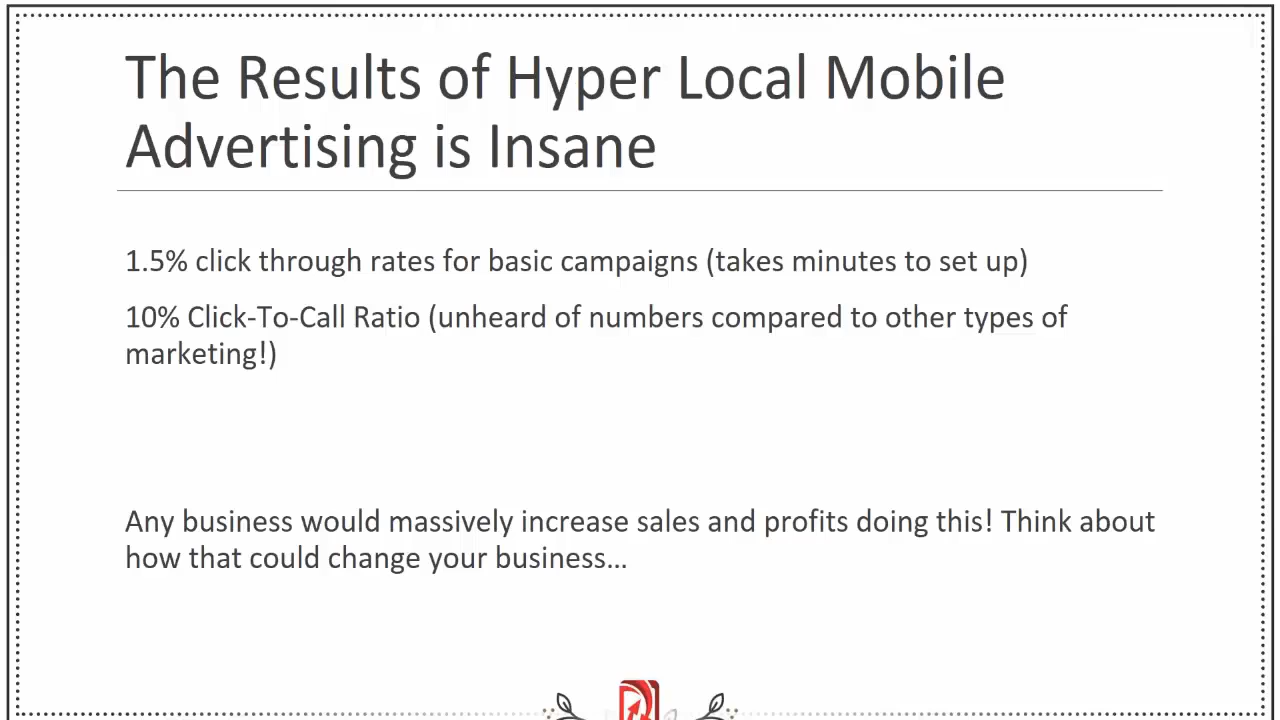 The Results of Hyper Local Mobile
Advertising is Insane
1.5% click through rates for basic campaigns (takes minutes to set up)
10% Click-To-Call Ratio (unheard of numbers compared to other types of
marketing!)
Any business would massively increase sales and profits doing this! Think about
how that could change your business…